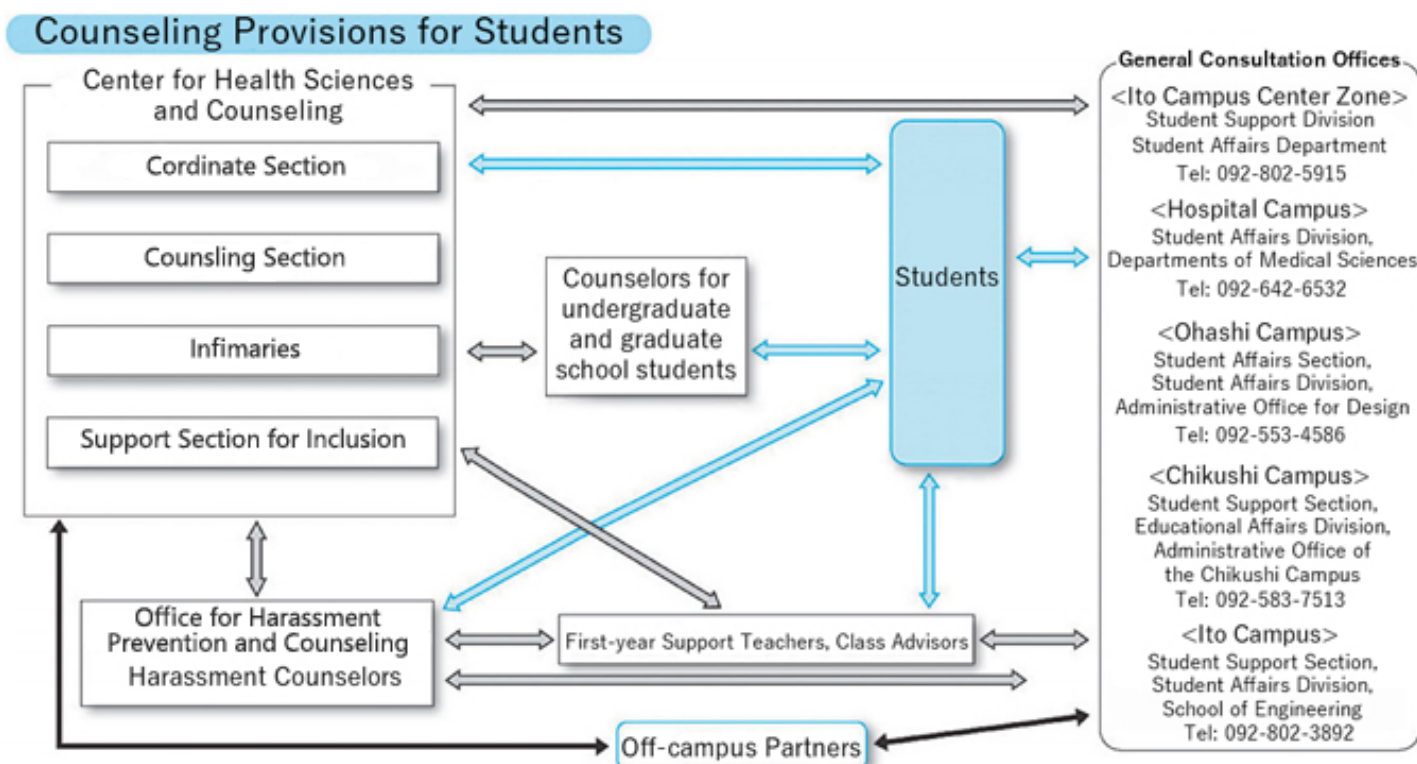 Counseling Provisions for Students
Center for Health Sciences
and Counseling
Cordinate Section
Counsling Section
Infimaries
Support Section for Inclusion
Counselors for
undergraduate
and graduate
school students
Students
Office for Harassment
Prevention and Counseling
Harassment Counselors
First-year Support Teachers, Class Advisors
Off-campus Partners
General Consultation Offices
<Ito Campus Center Zone>
Student Support Division
Student Affairs Department
Tel: 092-802-5915
<Hospital Campus>
Student Affairs Division,
Departments of Medical Sciences
Tel: 092-642-6532
<Ohashi Campus>
Student Affairs Section,
Student Affairs Division,
Administrative Office for Design
Tel: 092-553-4586
<Chikushi Campus>
Student Support Section,
Educational Affairs Division,
Administrative Office of
the Chikushi Campus
Tel: 092-583-7513
<Ito Campus>
Student Support Section,
Student Affairs Division,
School of Engineering
Tel: 092-802-3892